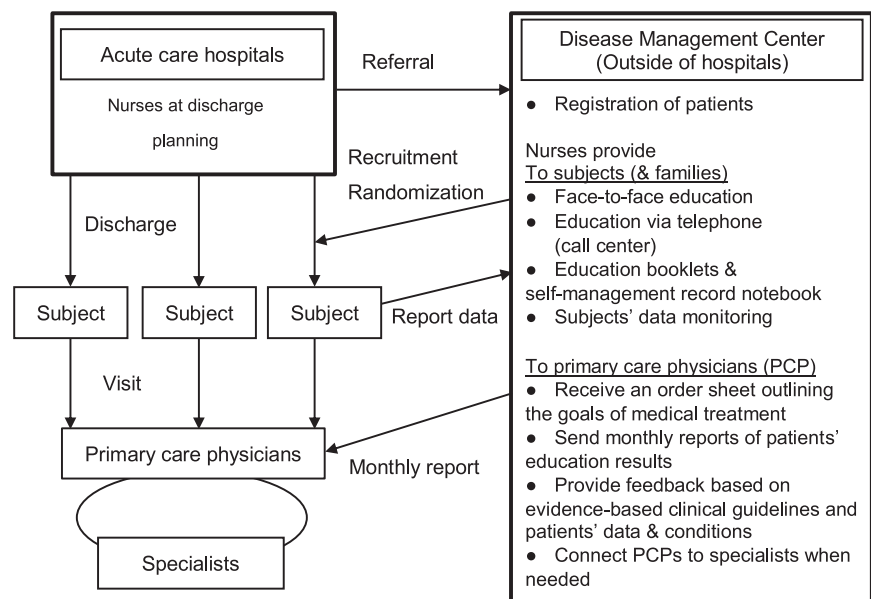 Acute care hospitals
Nurses at discharge
planning
Referral
Recruitment
Randomization
Discharge
Subject
Subject
Subject
Report data
Visit
Primary care physicians
Monthly report
Specialists
Disease Management Center
(Outside of hospitals)
● Registration of patients
Nurses provide
To subjects (& families)
● Face-to-face education
● Education via telephone
(call center)
● Education booklets &
self-management record notebook
● Subjects' data monitoring
To primary care physicians (PCP)
● Receive an order sheet outlining
the goals of medical treatment
● Send monthly reports of patients'
education results
● Provide feedback based on
evidence-based clinical guidelines and
patients' data & conditions
● Connect PCPs to specialists when
needed